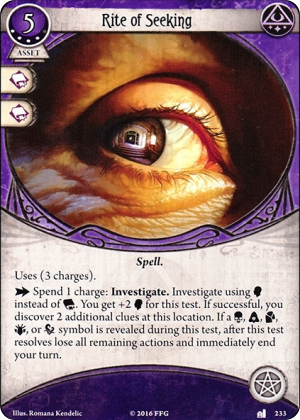 5
Rite of Seeking
ASSET
Spell.
Uses (3 charges).
Spend 1 charge: Investigate. Investigate using
instead of . You get +2 for this test. If successful, you
discover 2 additional clues at this location. If a , , ,
, or symbol is revealed during this test, after this test
resolves lose all remaining actions and immediately end
your turn.
Illus. Romana Kendelic
© 2016 FFG
233